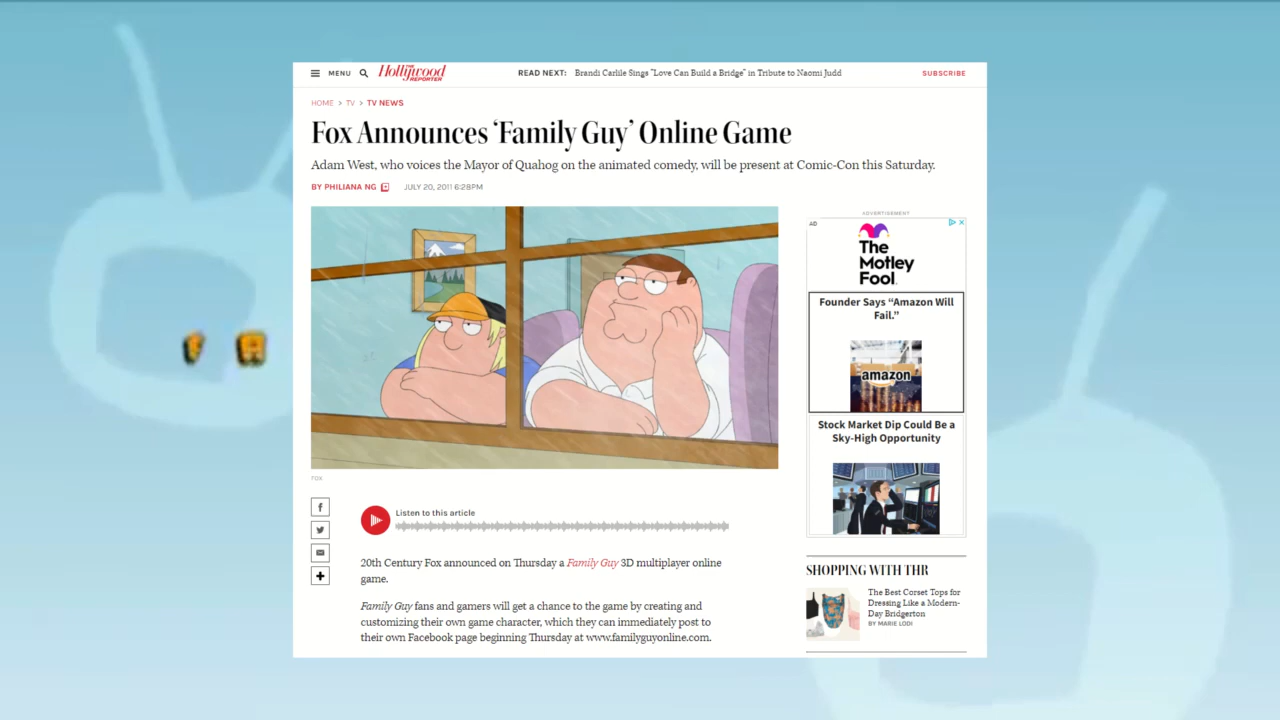 MENU
THE
Hollywood
REPORTER
READ NEXT: Brandi Carlile Sings "Love Can Build a Bridge" in Tribute to Naomi Judd
SUBSCRIBE
HOME > TV > TV NEWS
Fox Announces ‘Family Guy’ Online Game
Adam West, who voices the Mayor of Quahog on the animated comedy, will be present at Comic-Con this Saturday.
BY PHILIANA NG
JULY 20, 2011 6:28PM
FOX
Listen to this article
20th Century Fox announced on Thursday a Family Guy 3D multiplayer online
game.
Family Guy fans and gamers will get a chance to the game by creating and
customizing their own game character, which they can immediately post to
their own Facebook page beginning Thursday at www.familyguyonline.com.
ADVERTISEMENT
AD
The
Motley
Fool.
Founder Says “Amazon Will
Fail.”
amazon
Stock Market Dip Could Be a
Sky-High Opportunity
SHOPPING WITH THR
The Best Corset Tops for
Dressing Like a Modern-
Day Bridgerton
BY MARIE LODI